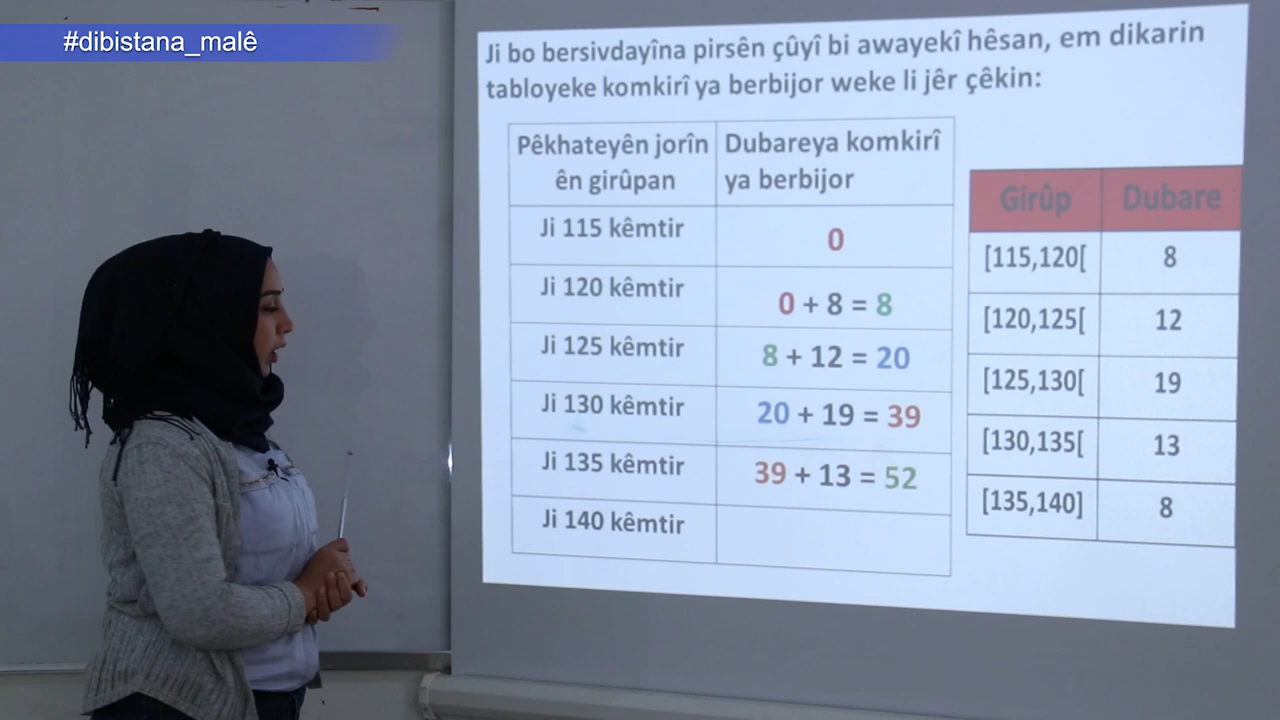 #dibistana_malê
Ji bo bersivdayîna pirsên çûyî bi awayekî hêsan, em dikarin
tabloyeke komkirî ya berbijor weke li jêr çêkin:
Pêkhateyên jorîn Dubareya komkirî
ên girûpan ya berbijor
Ji 115 kêmtir 0
Ji 120 kêmtir 0 + 8 = 8
Ji 125 kêmtir 8 + 12 = 20
Ji 130 kêmtir 20 + 19 = 39
Ji 135 kêmtir 39 + 13 = 52
Ji 140 kêmtir
Girûp Dubare
[115,120[ 8
[120,125[ 12
[125,130[ 19
[130,135[ 13
[135,140] 8